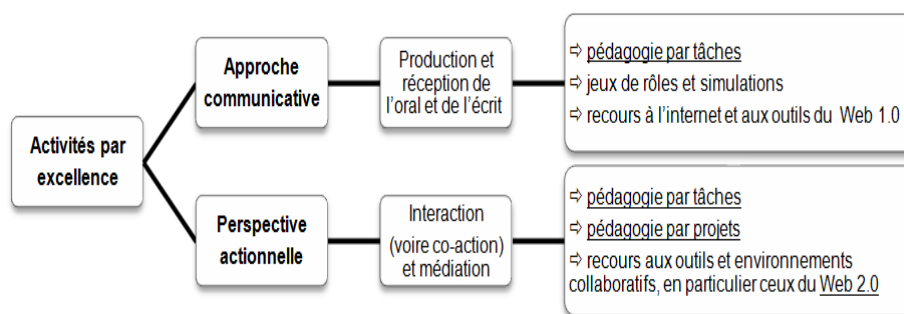 Activités par
excellence
Approche
communicative
Production et
réception de
l'oral et de l'écrit
⇨ pédagogie par tâches
⇨ jeux de rôles et simulations
⇨ recours à l'internet et aux outils du Web 1.0
Perspective
actionnelle
Interaction
(voire co-action)
et médiation
⇨ pédagogie par tâches
⇨ pédagogie par projets
⇨ recours aux outils et environnements
collaboratifs, en particulier ceux du Web 2.0